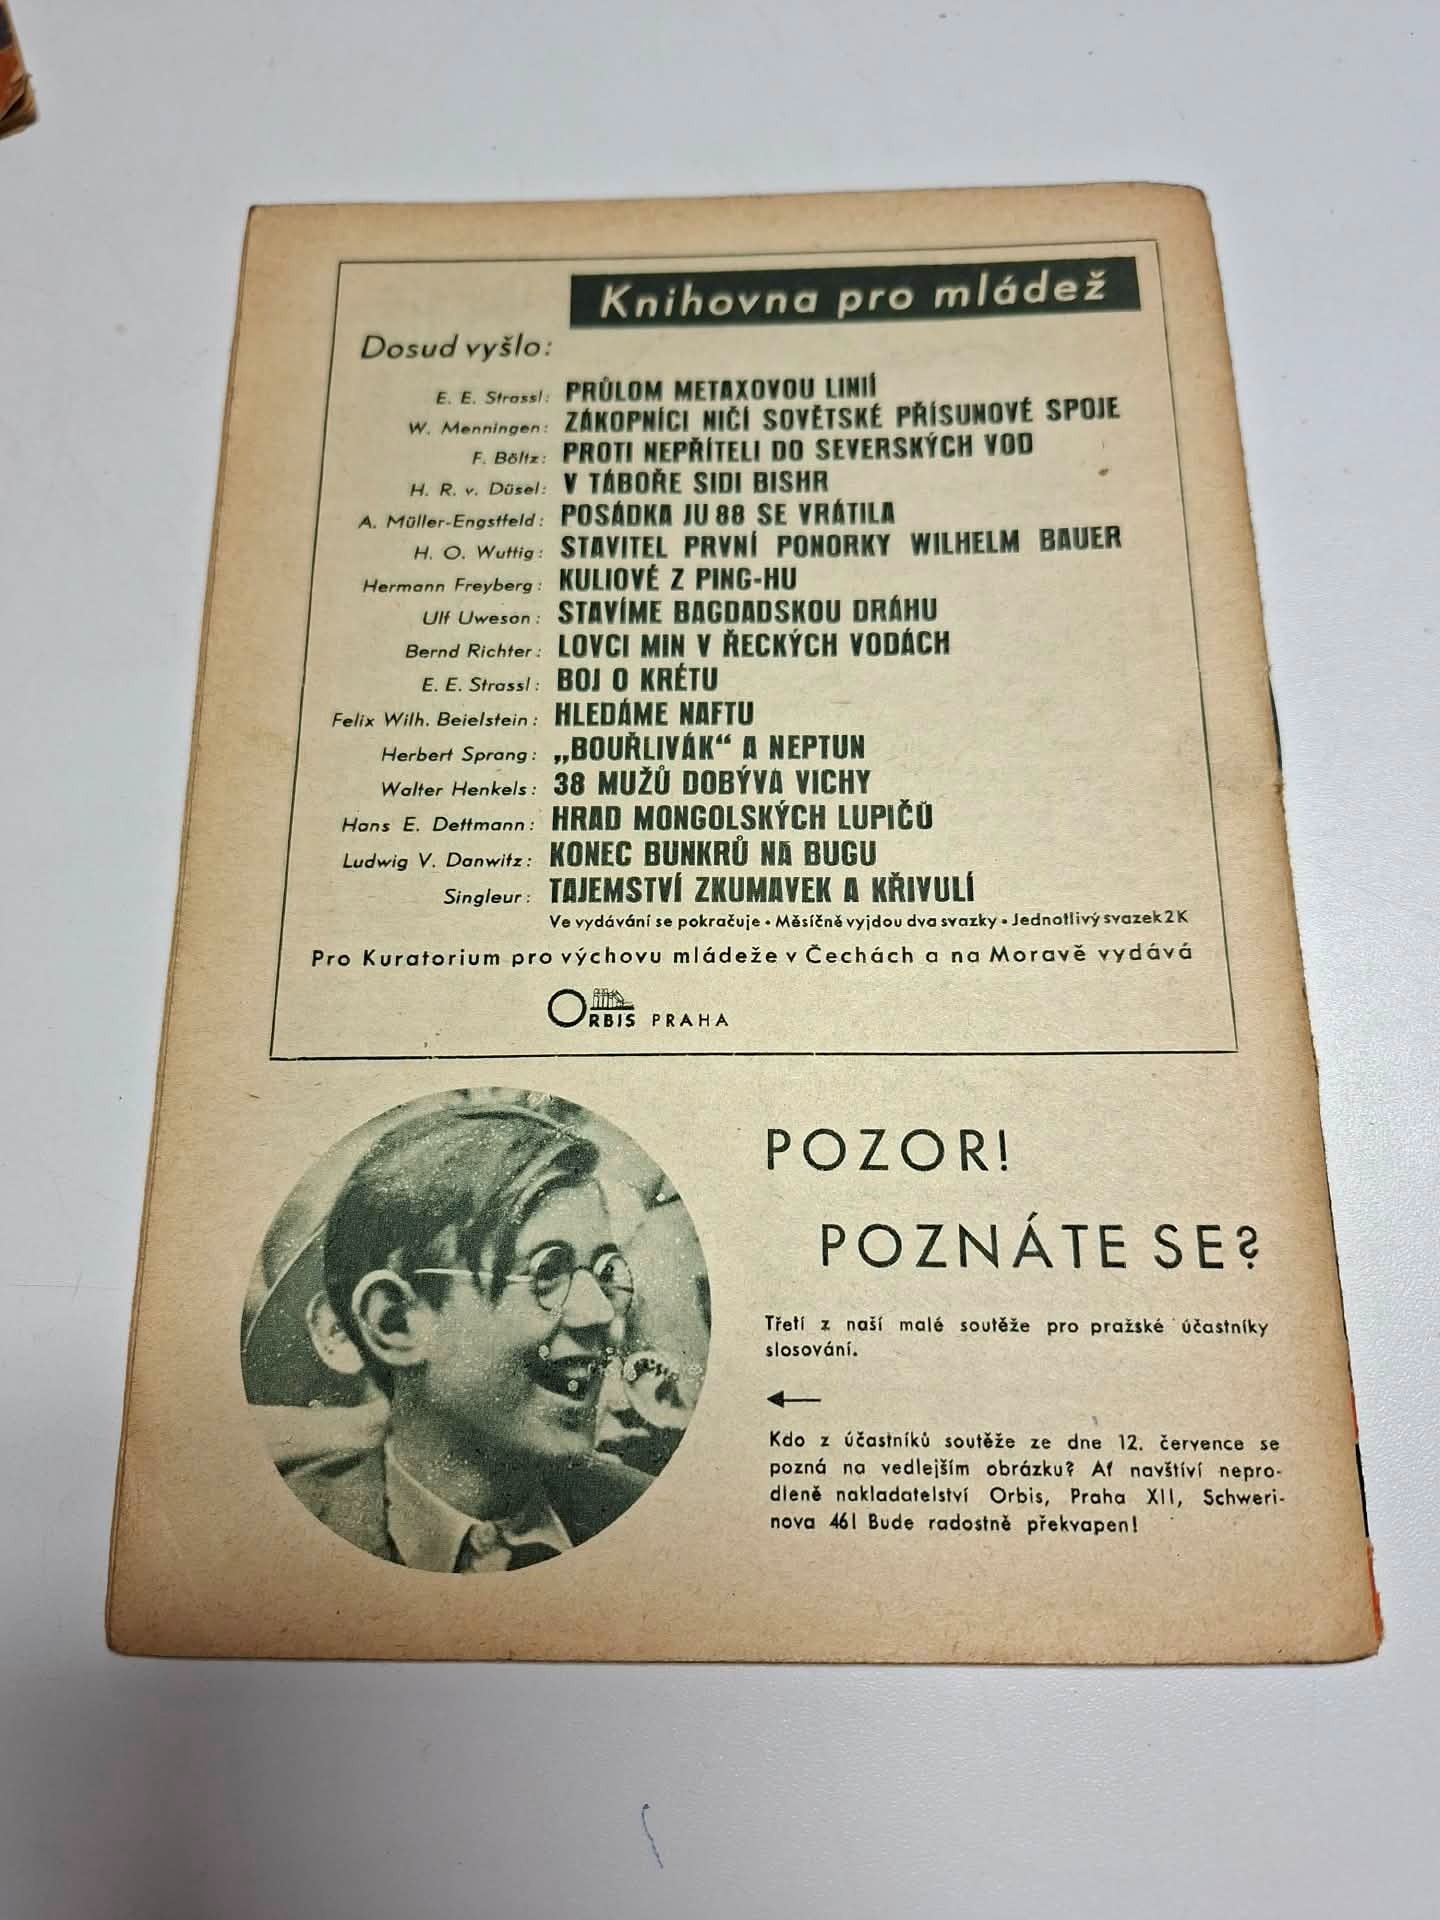 Knihovna pro mládež
Dosud vyšlo:
E. E. Strassl: PRŮLOM METAXOVOU LINIÍ
W. Menningen: ZÁKOPNÍCI NIČÍ SOVĚTSKÉ PŘÍSUNOVÉ SPOJE
F. Böltz: PROTI NEPŘÍTELI DO SEVERSKÝCH VOD
H. R. v. Düsel: V TÁBOŘE SIDI BISHR
A. Müller-Engstfeld: POSÁDKA JU 88 SE VRÁTILA
H. O. Wuttig: STAVITEL PRVNÍ PONORKY WILHELM BAUER
Hermann Freyberg: KULIOVÉ Z PING-HU
Ulf Uweson: STAVÍME BAGDADSKOU DRÁHU
Bernd Richter: LOVCI MIN V ŘECKÝCH VODÁCH
E. E. Strassl: BOJ O KRÉTU
Felix Wilh. Beielstein: HLEDÁME NAFTU
Herbert Sprang: „BOUŘLIVÁK“ A NEPTUN
Walter Henkels: 38 MUŽŮ DOBÝVÁ VICHY
Hans E. Dettmann: HRAD MONGOLSKÝCH LUPIČŮ
Ludwig V. Danwitz: KONEC BUNKRŮ NA BUGU
Singleur: TAJEMSTVÍ ZKUMAVEK A KŘIVULÍ
Ve vydávání se pokračuje • Měsíčně vyjdou dva svazky • Jednotlivý svazek 2 K
Pro Kuratorium pro výchovu mládeže v Čechách a na Moravě vydává
ORBIS PRAHA
POZOR!
POZNÁTE SE?
Třetí z naší malé soutěže pro pražské účastníky
slosování.
←
Kdo z účastníků soutěže ze dne 12. července se
pozná na vedlejším obrázku? Ať navštíví nepro-
dleně nakladatelství Orbis, Praha XII, Schweri-
nova 46! Bude radostně překvapen!